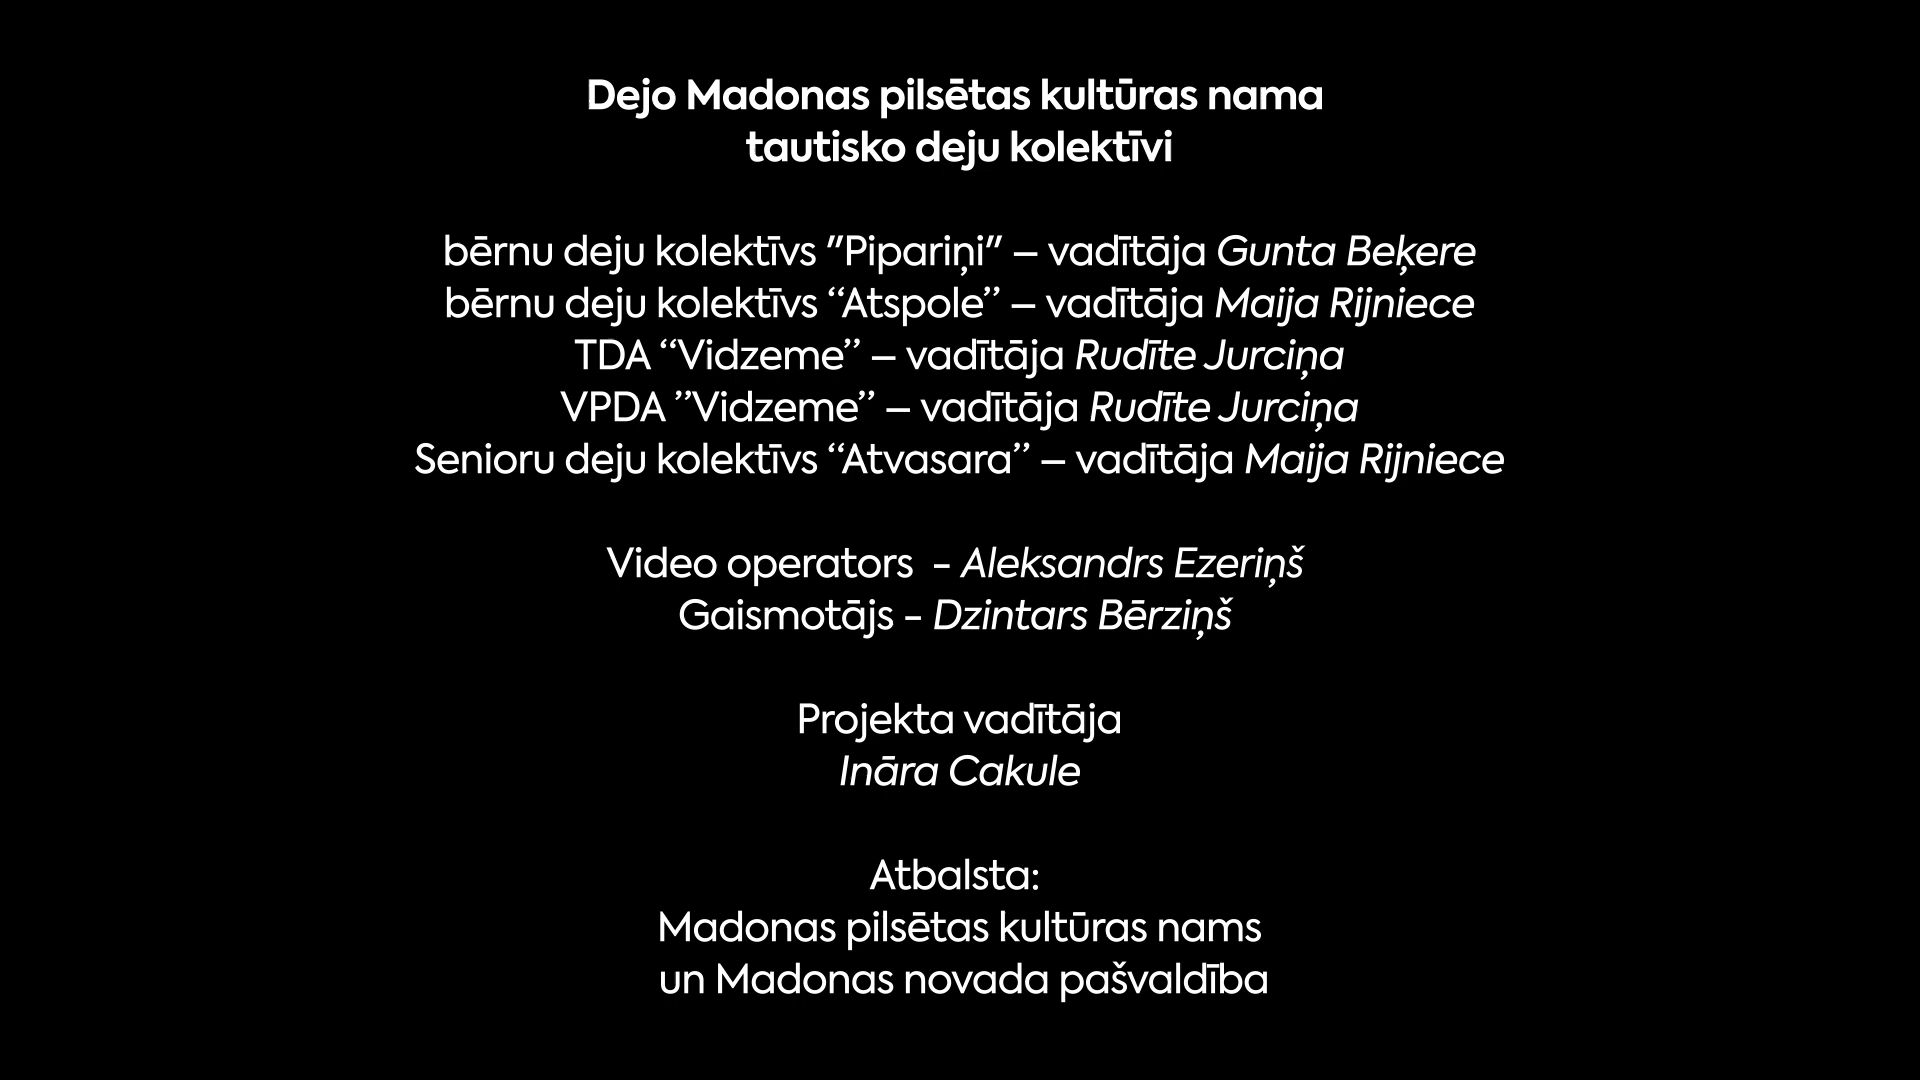 Dejo Madonas pilsētas kultūras nama
tautisko deju kolektīvi
bērnu deju kolektīvs "Pipariņi" – vadītāja Gunta Beķere
bērnu deju kolektīvs “Atspole” – vadītāja Maija Rijniece
TDA “Vidzeme” – vadītāja Rudīte Jurciņa
VPDA ”Vidzeme” – vadītāja Rudīte Jurciņa
Senioru deju kolektīvs “Atvasara” – vadītāja Maija Rijniece
Video operators - Aleksandrs Ezeriņš
Gaismotājs - Dzintars Bērziņš
Projekta vadītāja
Ināra Cakule
Atbalsta:
Madonas pilsētas kultūras nams
un Madonas novada pašvaldība